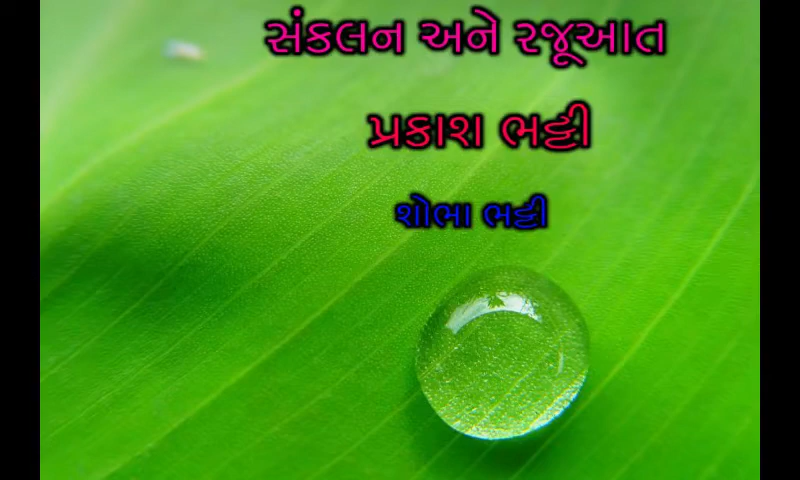 સંકલન અને રજૂઆત
પ્રકાશ ભટ્ટી
શોભા ભટ્ટી